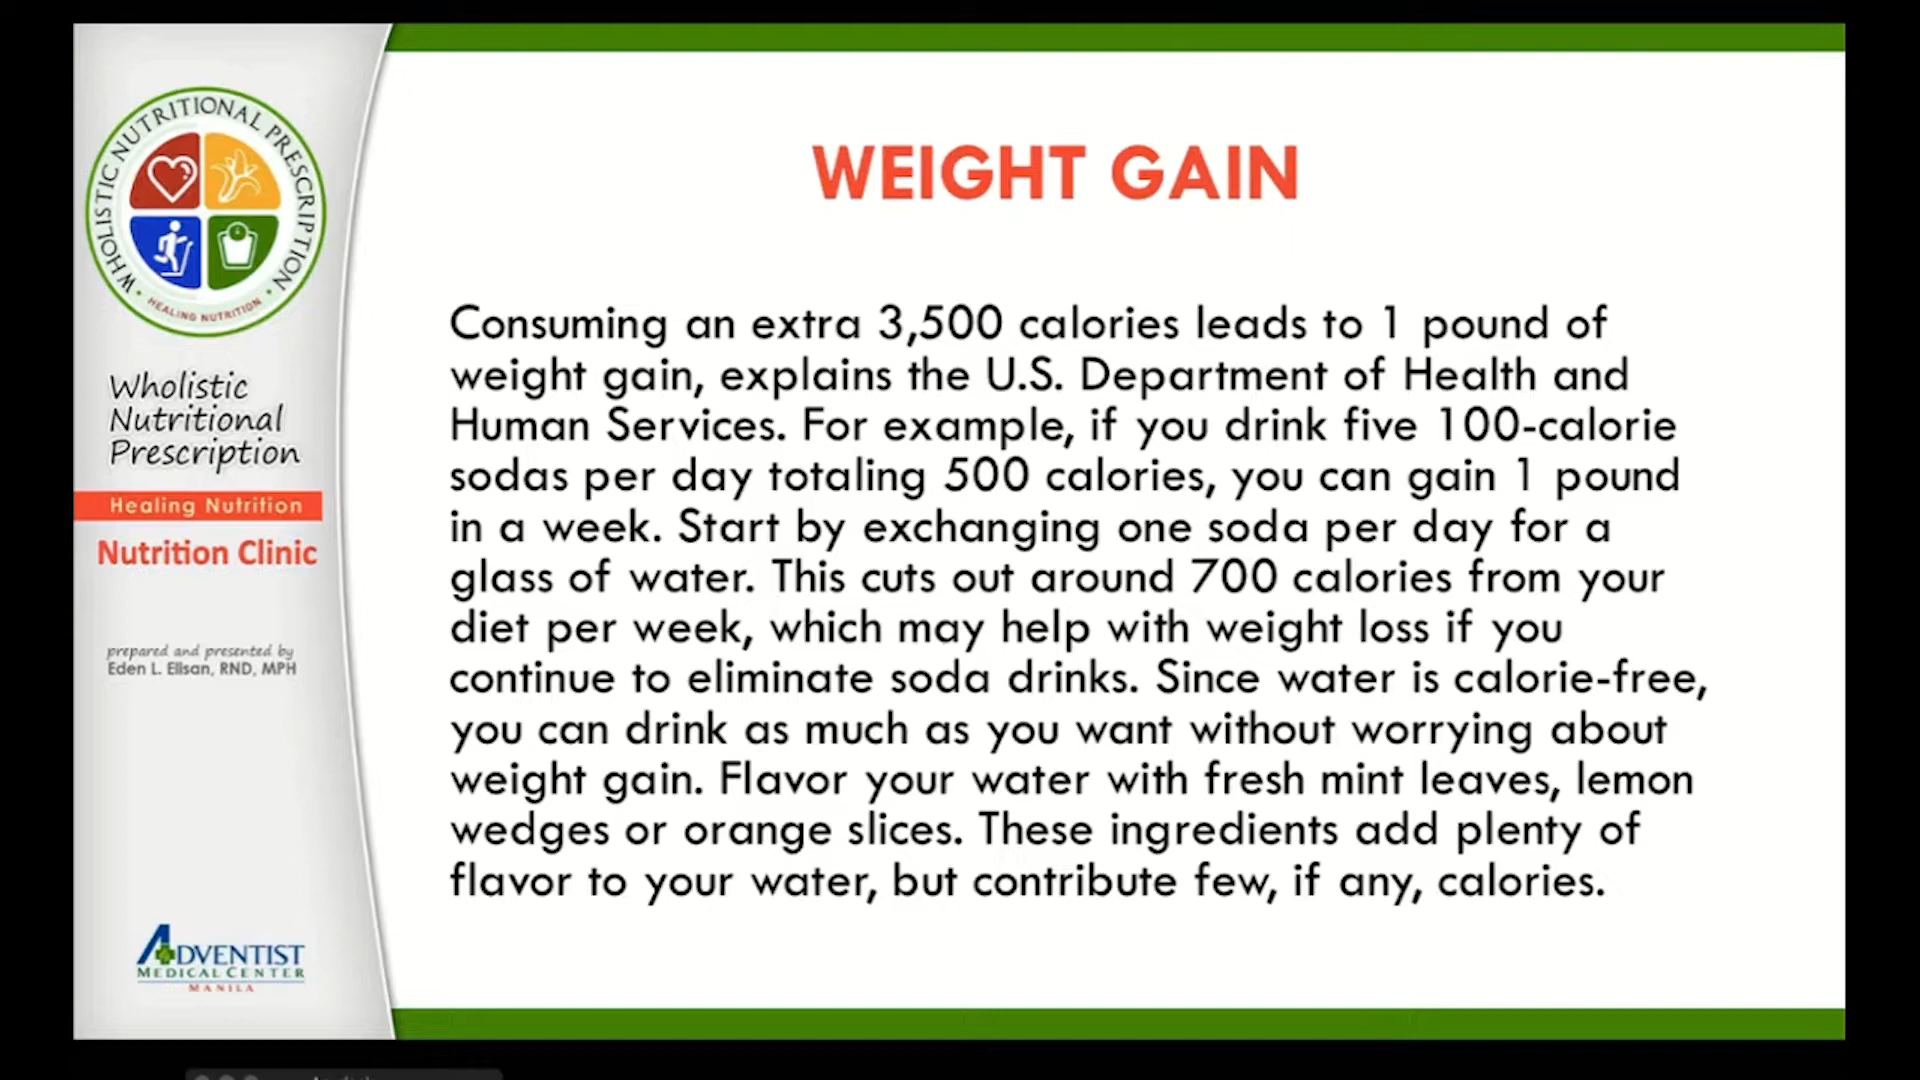 WHOLISTIC NUTRITIONAL PRESCRIPTION
• HEALING NUTRITION •
Wholistic
Nutritional
Prescription
Healing Nutrition
Nutrition Clinic
prepared and presented by
Eden L. Elisan, RND, MPH
ADVENTIST
MEDICAL CENTER
MANILA
WEIGHT GAIN
Consuming an extra 3,500 calories leads to 1 pound of
weight gain, explains the U.S. Department of Health and
Human Services. For example, if you drink five 100-calorie
sodas per day totaling 500 calories, you can gain 1 pound
in a week. Start by exchanging one soda per day for a
glass of water. This cuts out around 700 calories from your
diet per week, which may help with weight loss if you
continue to eliminate soda drinks. Since water is calorie-free,
you can drink as much as you want without worrying about
weight gain. Flavor your water with fresh mint leaves, lemon
wedges or orange slices. These ingredients add plenty of
flavor to your water, but contribute few, if any, calories.